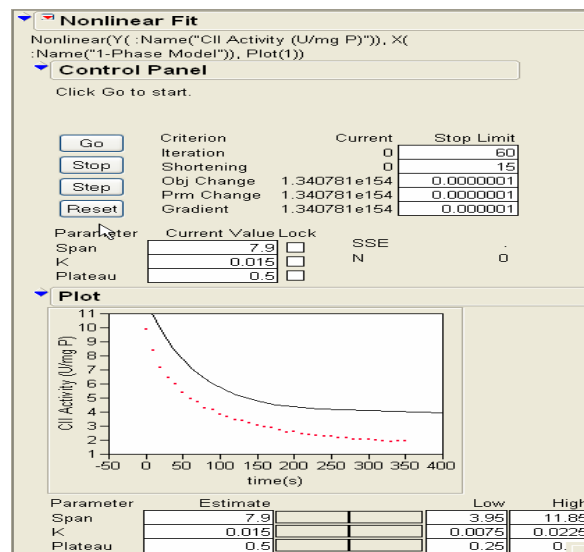 Nonlinear Fit
Nonlinear(Y( :Name("CII Activity (U/mg P)")), X(
:Name("1-Phase Model")), Plot(1))
Control Panel
Click Go to start.
Go
Stop
Step
Reset
Criterion Current Stop Limit
Iteration 0 60
Shortening 0 15
Obj Change 1.340781e154 0.0000001
Prm Change 1.340781e154 0.0000001
Gradient 1.340781e154 0.000001
Parameter Current Value Lock
Span 7.9
K 0.015
Plateau 0.5
SSE .
N 0
Plot
CII Activity (U/mg P)
11
10
9
8
7
6
5
4
3
2
1
-50 0 50 100 150 200 250 300 350 400
time(s)
Parameter Estimate Low High
Span 7.9 3.95 11.85
K 0.015 0.0075 0.0225
Plateau 0.5 0.25